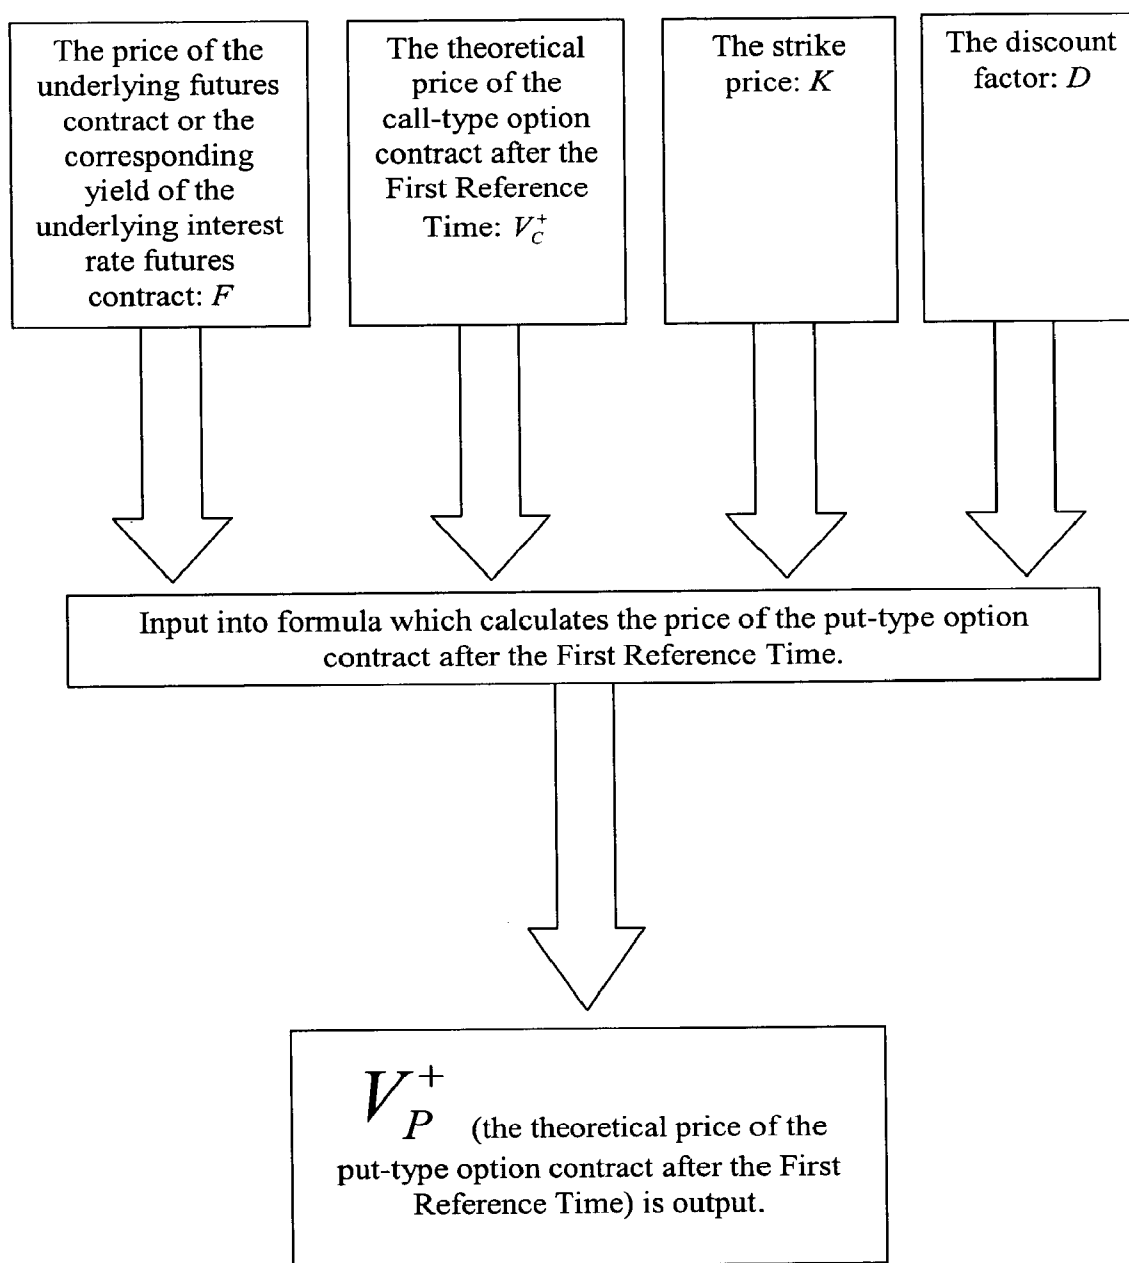 The price of the
underlying futures
contract or the
corresponding
yield of the
underlying interest
rate futures
contract: F
The theoretical
price of the
call-type option
contract after the
First Reference
Time: V_C^+
The strike
price: K
The discount
factor: D
Input into formula which calculates the price of the put-type option
contract after the First Reference Time.
V_P^+ (the theoretical price of the
put-type option contract after the First
Reference Time) is output.